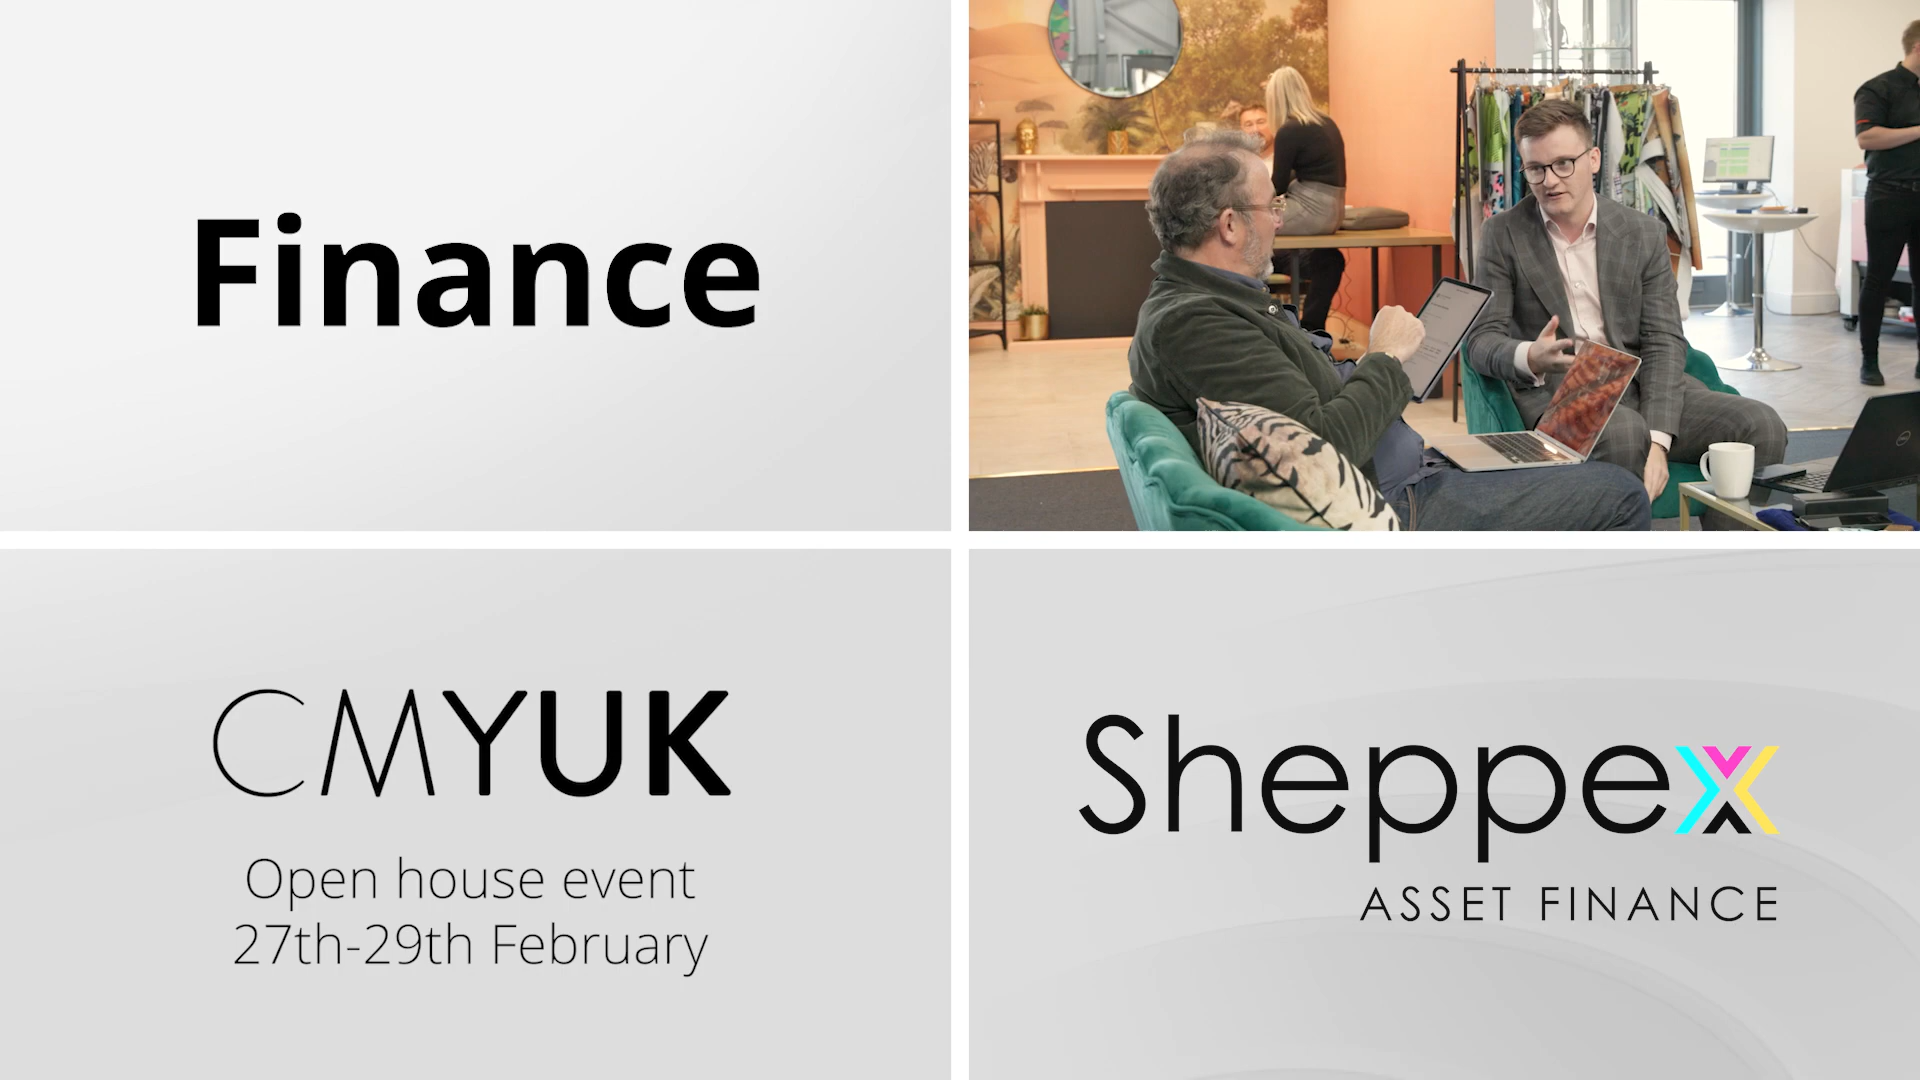 Finance
CMYUK
Open house event
27th-29th February
Sheppex
ASSET FINANCE